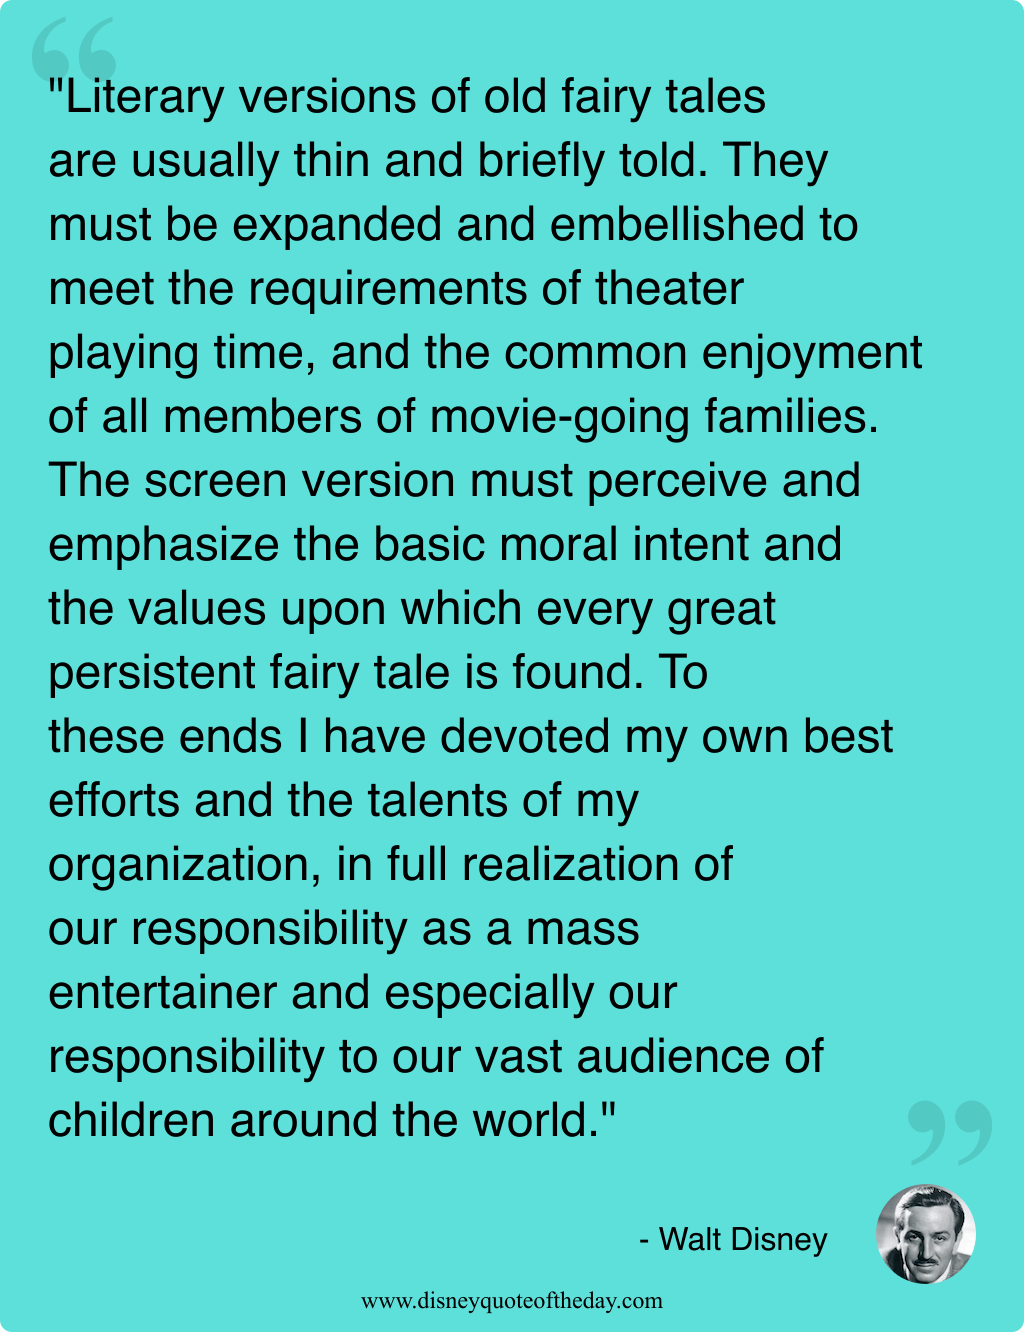 "Literary versions of old fairy tales
are usually thin and briefly told. They
must be expanded and embellished to
meet the requirements of theater
playing time, and the common enjoyment
of all members of movie-going families.
The screen version must perceive and
emphasize the basic moral intent and
the values upon which every great
persistent fairy tale is found. To
these ends I have devoted my own best
efforts and the talents of my
organization, in full realization of
our responsibility as a mass
entertainer and especially our
responsibility to our vast audience of
children around the world."
- Walt Disney
www.disneyquoteoftheday.com